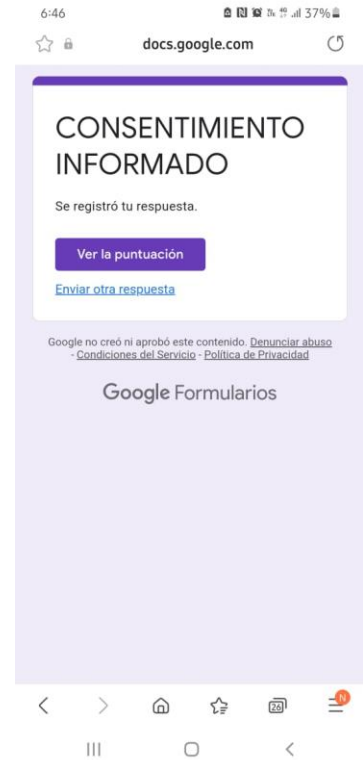 6:46
37%
docs.google.com
CONSENTIMIENTO
INFORMADO
Se registró tu respuesta.
Ver la puntuación
Enviar otra respuesta
Google no creó ni aprobó este contenido. Denunciar abuso
- Condiciones del Servicio - Política de Privacidad
Google Formularios
26
N